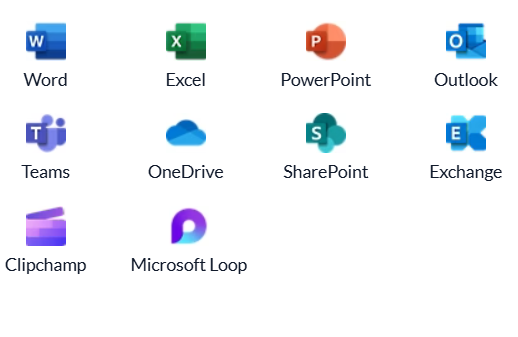 Word Excel PowerPoint Outlook
Teams OneDrive SharePoint Exchange
Clipchamp Microsoft Loop